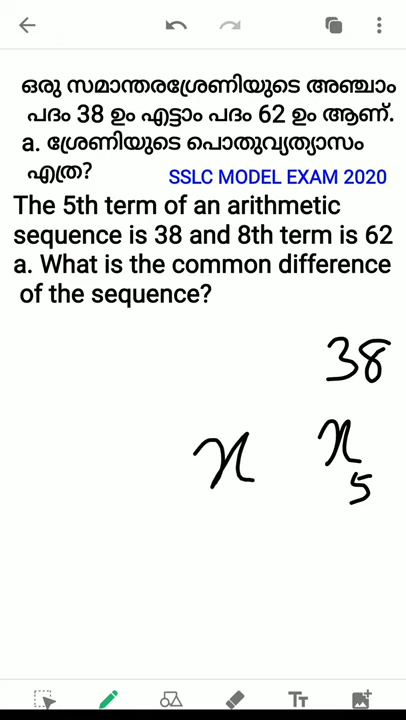 ഒരു സമാന്തരശ്രേണിയുടെ അഞ്ചാം
പദം 38 ഉം എട്ടാം പദം 62 ഉം ആണ്.
a. ശ്രേണിയുടെ പൊതുവ്യത്യാസം
എത്ര? SSLC MODEL EXAM 2020
The 5th term of an arithmetic
sequence is 38 and 8th term is 62
a. What is the common difference
of the sequence?
38
x x
5
Tт